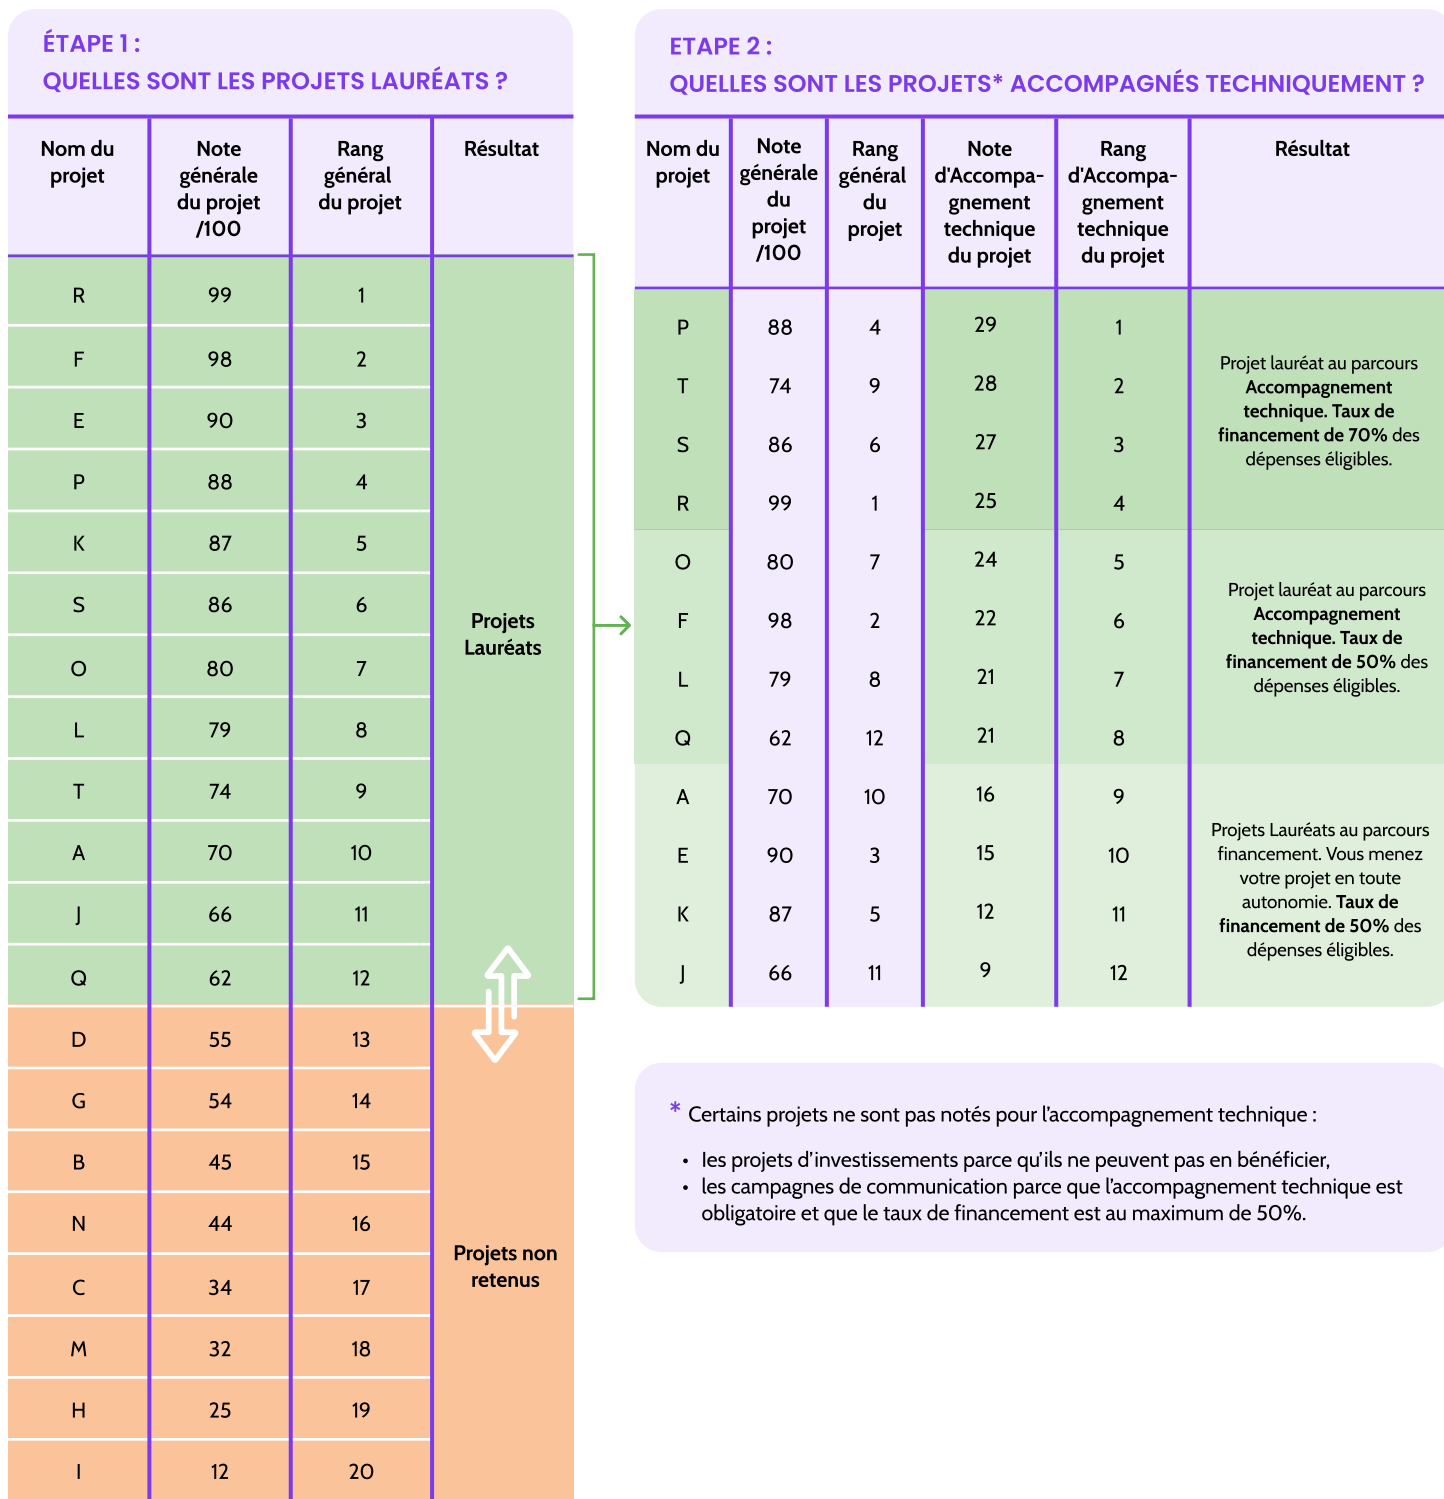 ÉTAPE 1 :
QUELLES SONT LES PROJETS LAURÉATS ?
Nom du
projet
Note
générale
du projet
/100
Rang
général
du projet
Résultat
R 99 1
F 98 2
E 90 3
P 88 4
K 87 5
S 86 6
O 80 7
L 79 8
T 74 9
A 70 10
J 66 11
Q 62 12
Projets
Lauréats
D 55 13
G 54 14
B 45 15
N 44 16
C 34 17
M 32 18
H 25 19
I 12 20
Projets non
retenus
ETAPE 2 :
QUELLES SONT LES PROJETS* ACCOMPAGNÉS TECHNIQUEMENT ?
Nom du
projet
Note
générale
du
projet
/100
Rang
général
du
projet
Note
d'Accompa-
gnement
technique
du projet
Rang
d'Accompa-
gnement
technique
du projet
Résultat
P 88 4 29 1
T 74 9 28 2
S 86 6 27 3
R 99 1 25 4
Projet lauréat au parcours
Accompagnement
technique. Taux de
financement de 70% des
dépenses éligibles.
O 80 7 24 5
F 98 2 22 6
L 79 8 21 7
Q 62 12 21 8
Projet lauréat au parcours
Accompagnement
technique. Taux de
financement de 50% des
dépenses éligibles.
A 70 10 16 9
E 90 3 15 10
K 87 5 12 11
J 66 11 9 12
Projets Lauréats au parcours
financement. Vous menez
votre projet en toute
autonomie. Taux de
financement de 50% des
dépenses éligibles.
* Certains projets ne sont pas notés pour l'accompagnement technique :
• les projets d'investissements parce qu'ils ne peuvent pas en bénéficier,
• les campagnes de communication parce que l'accompagnement technique est
obligatoire et que le taux de financement est au maximum de 50%.